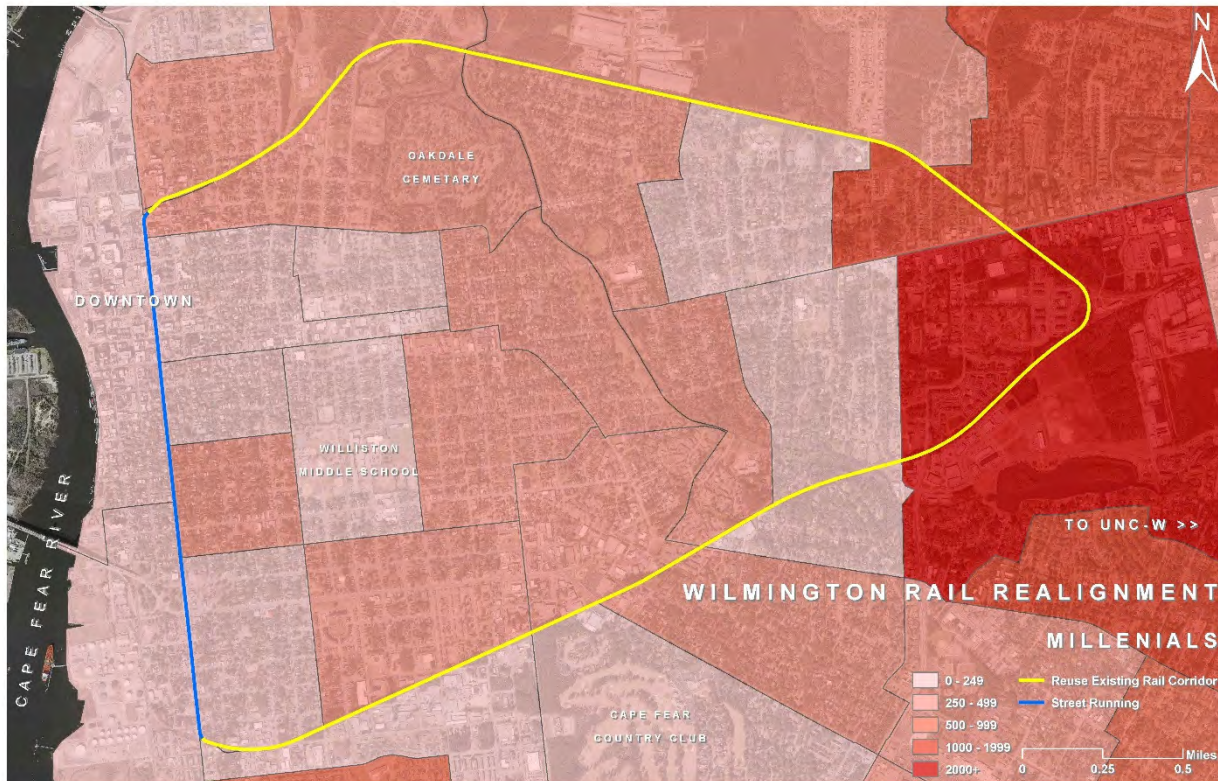 N
OAKDALE
CEMETARY
DOWNTOWN
WILLISTON
MIDDLE SCHOOL
CAPE FEAR RIVER
TO UNC-W >>
WILMINGTON RAIL REALIGNMENT
MILLENIALS
CAPE FEAR
COUNTRY CLUB
0 - 249
250 - 499
500 - 999
1000 - 1999
2000+
Reuse Existing Rail Corridor
Street Running
Miles
0 0.25 0.5